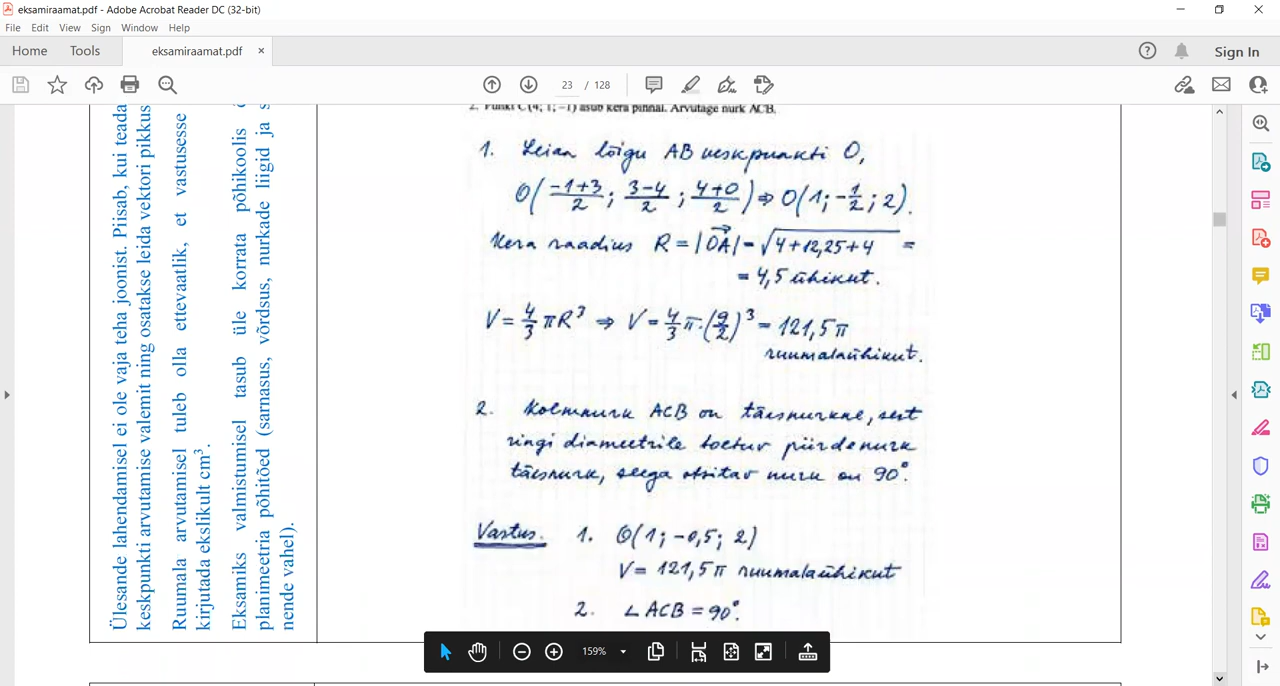 eksamiraamat.pdf - Adobe Acrobat Reader DC (32-bit)
File Edit View Sign Window Help
Home Tools eksamiraamat.pdf × Sign In
23 / 128
2. Punkt C(4; 1; −1) asub kera pinnal. Arvutage nurk ACB.
1. Leian lõigu AB keskpunkti O,
O((−1+3)/2; (3−4)/2; (4+0)/2) ⇒ O(1; −1/2; 2).
Kera raadius R = |OA| = √(4+12,25+4) =
= 4,5 ühikut.
V = 4/3 πR³ ⇒ V = 4/3 π·(9/2)³ = 121,5π
ruumalaühikut.
2. Kolmnurk ACB on täisnurkne, sest
ringi diameetrile toetuv piirdenurk
täisnurk, seega otsitav nurk on 90°.
Vastus. 1. O(1; −0,5; 2)
V = 121,5π ruumalaühikut
2. ∠ACB = 90°.
Ülesande lahendamisel ei ole vaja teha joonist. Piisab, kui teada
keskpunkti arvutamise valemit ning osatakse leida vektori pikkus
Ruumala arvutamisel tuleb olla ettevaatlik, et vastusesse
kirjutada ekslikult cm³.
Eksamiks valmistumisel tasub üle korrata põhikoolis
planimeetria põhitõed (sarnasus, võrdsus, nurkade liigid ja s
nende vahel).
159%